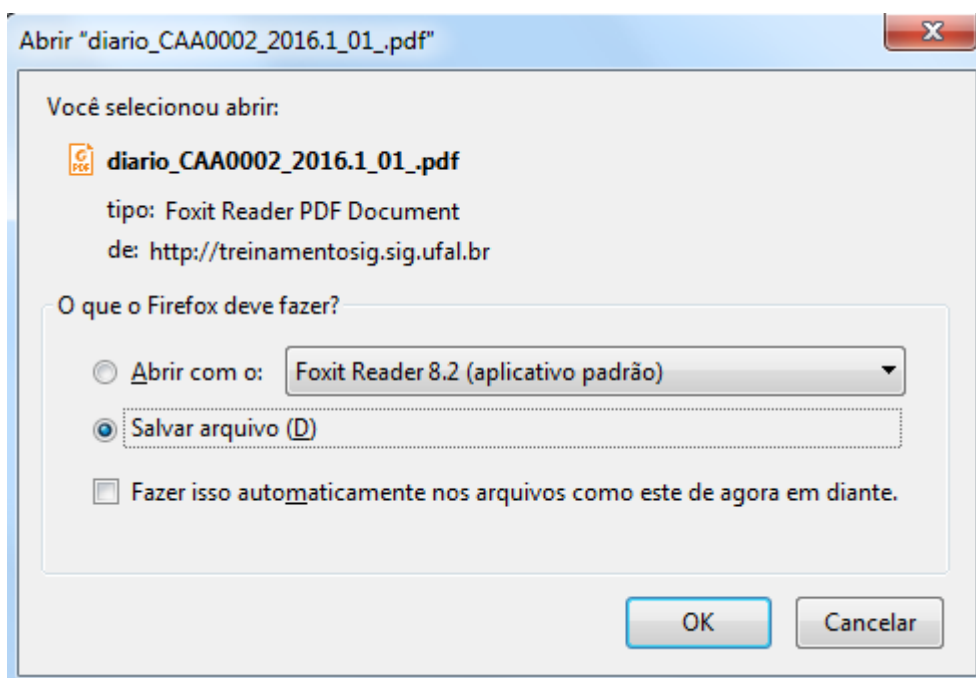 Abrir "diario_CAA0002_2016.1_01_.pdf"
Você selecionou abrir:
diario_CAA0002_2016.1_01_.pdf
tipo: Foxit Reader PDF Document
de: http://treinamentosig.sig.ufal.br
O que o Firefox deve fazer?
Abrir com o: Foxit Reader 8.2 (aplicativo padrão)
Salvar arquivo (D)
Fazer isso automaticamente nos arquivos como este de agora em diante.
OK Cancelar